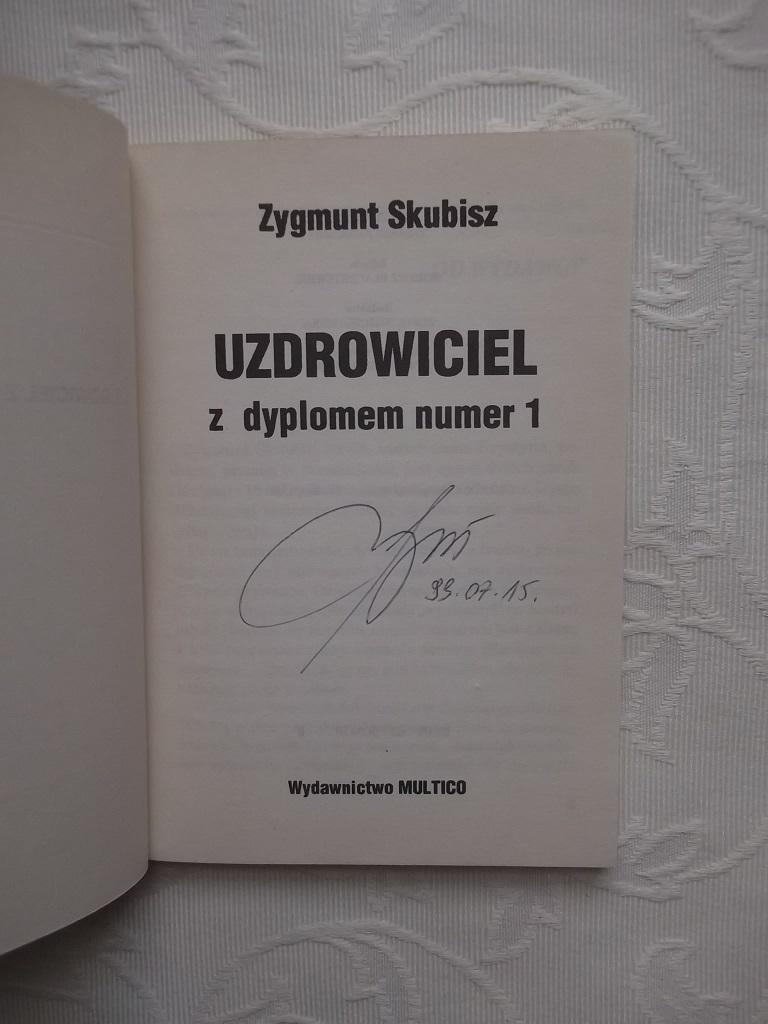 Zygmunt Skubisz
UZDROWICIEL
z dyplomem numer 1
93.07.15.
Wydawnictwo MULTICO